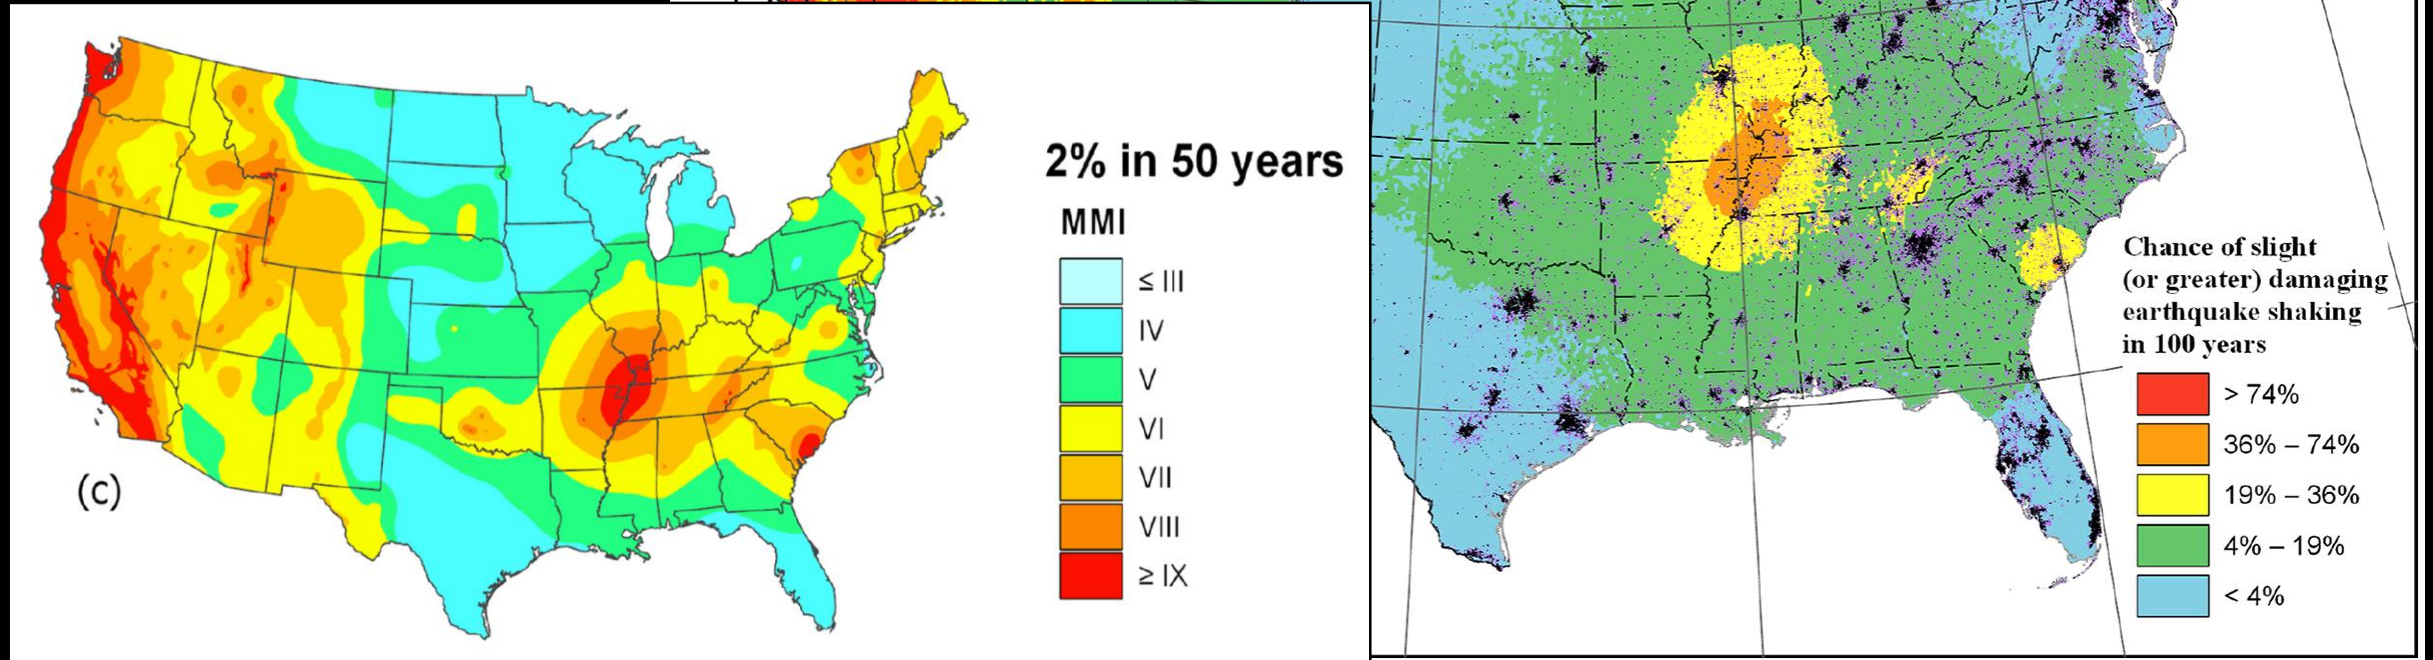 2% in 50 years
MMI
≤ III
IV
V
VI
VII
VIII
≥ IX
(c)
Chance of slight
(or greater) damaging
earthquake shaking
in 100 years
> 74%
36% – 74%
19% – 36%
4% – 19%
< 4%